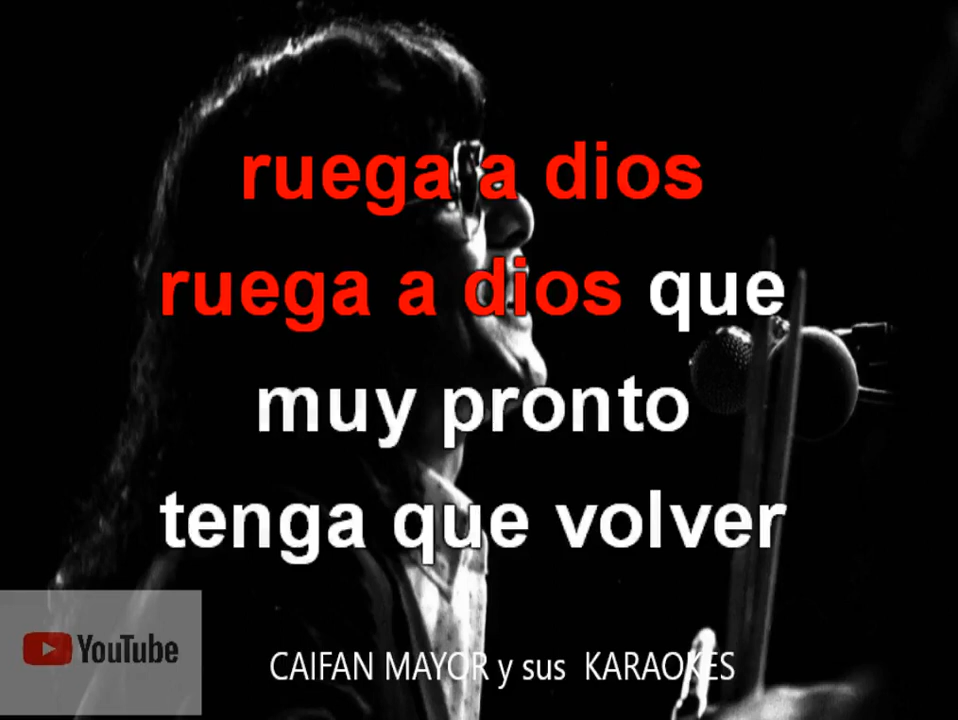 ruega a dios
ruega a dios que
muy pronto
tenga que volver
YouTube
CAIFAN MAYOR y sus KARAOKES